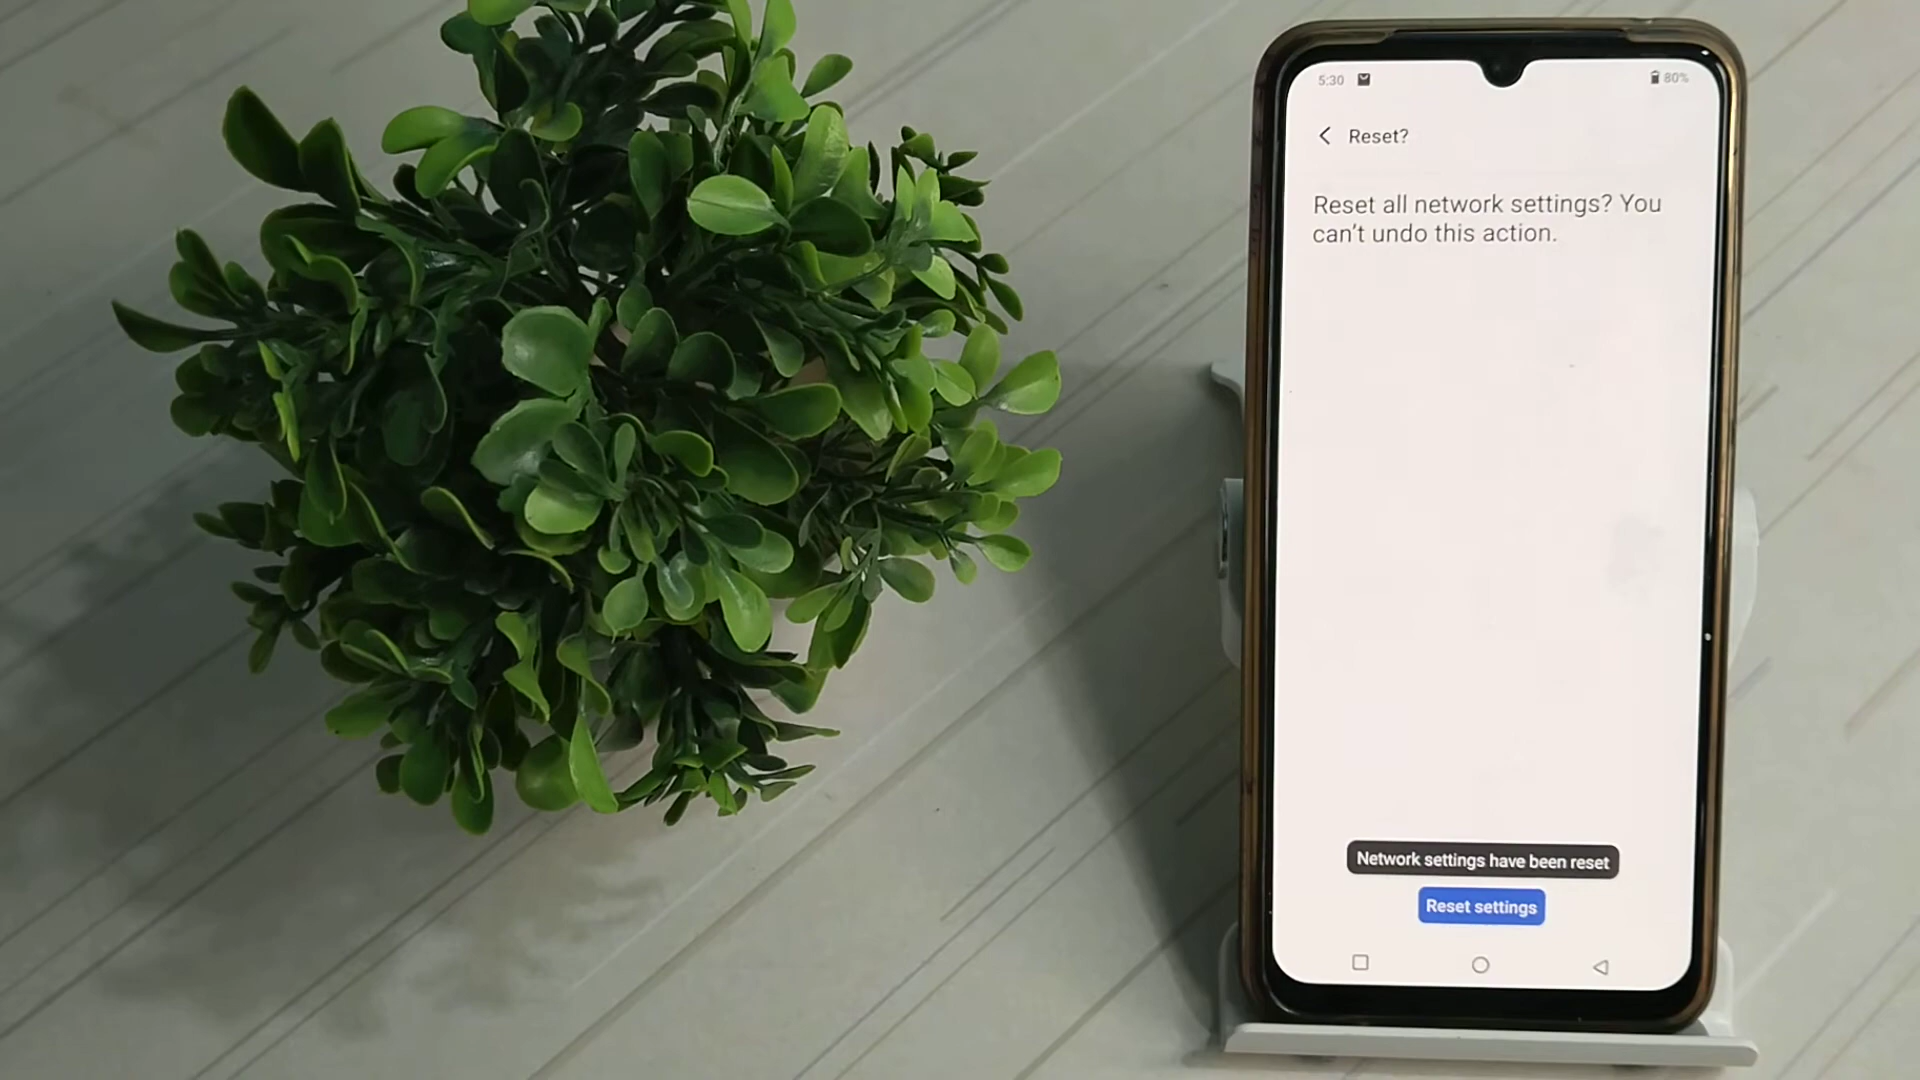 5:30
80%
Reset?
Reset all network settings? You
can't undo this action.
Network settings have been reset
Reset settings